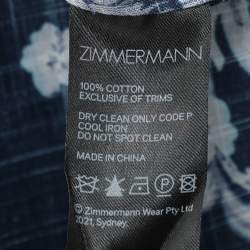 ZIMMERMANN
100% COTTON
EXCLUSIVE OF TRIMS
DRY CLEAN ONLY CODE P
COOL IRON
DO NOT SPOT CLEAN
MADE IN CHINA
© Zimmermann Wear Pty Ltd
2021, Sydney.